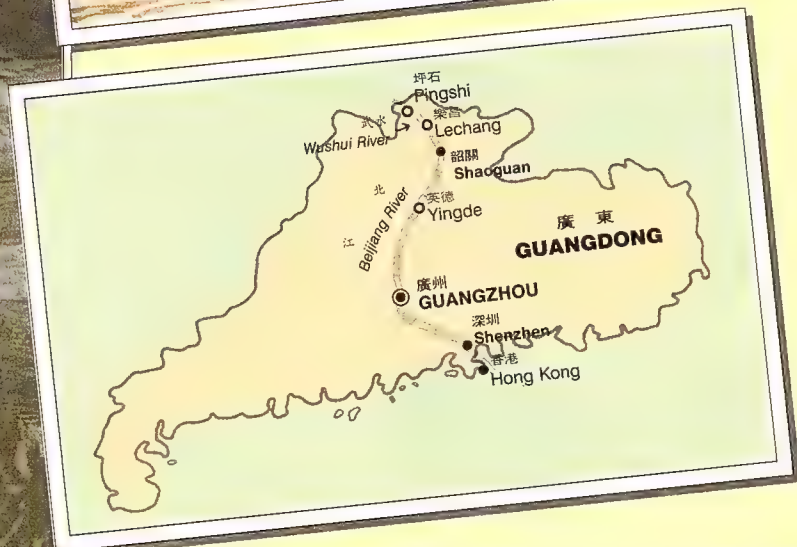 坪石
Pingshi
武水
Wushui River
樂昌
Lechang
韶關
Shaoguan
北江
Beijiang River
英德
Yingde
廣東
GUANGDONG
廣州
GUANGZHOU
深圳
Shenzhen
香港
Hong Kong